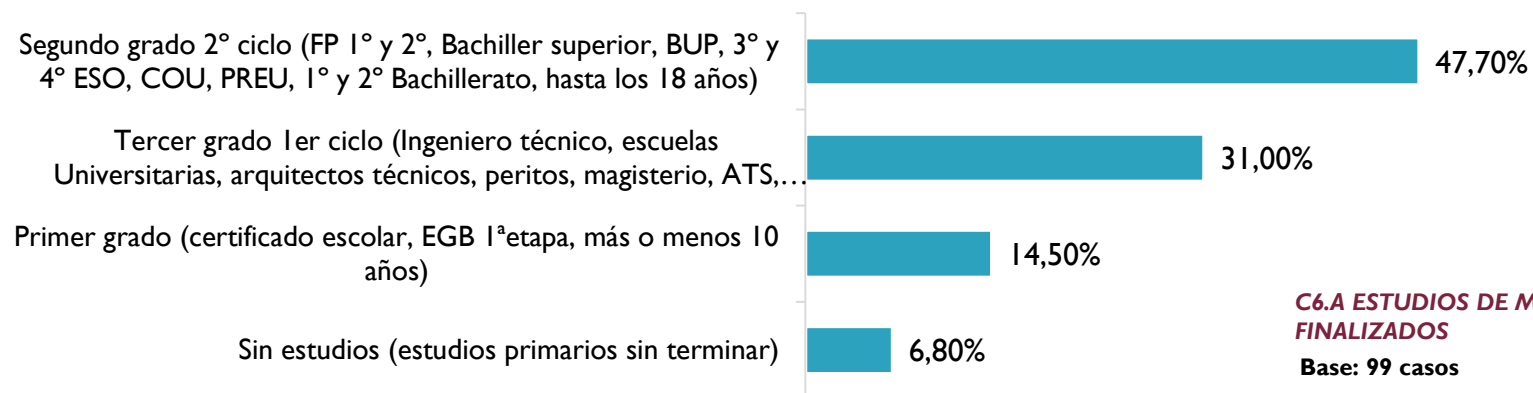 Segundo grado 2º ciclo (FP 1º y 2º, Bachiller superior, BUP, 3º y
4º ESO, COU, PREU, 1º y 2º Bachillerato, hasta los 18 años)
47,70%
Tercer grado 1er ciclo (Ingeniero técnico, escuelas
Universitarias, arquitectos técnicos, peritos, magisterio, ATS,…
31,00%
Primer grado (certificado escolar, EGB 1ªetapa, más o menos 10
años)
14,50%
Sin estudios (estudios primarios sin terminar)
6,80%
C6.A ESTUDIOS DE
FINALIZADOS
Base: 99 casos